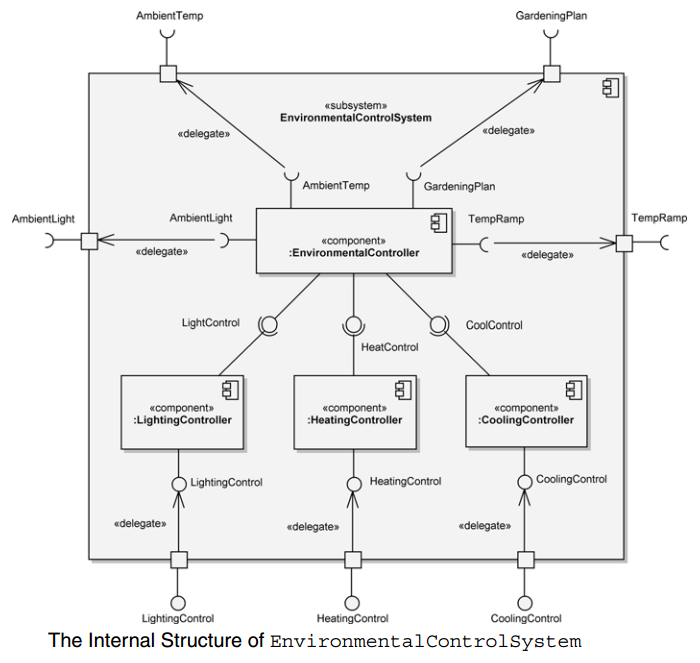 AmbientTemp
GardeningPlan
«subsystem»
EnvironmentalControlSystem
«delegate»
«delegate»
AmbientTemp
GardeningPlan
AmbientLight
AmbientLight
TempRamp
TempRamp
«component»
:EnvironmentalController
«delegate»
«delegate»
LightControl
CoolControl
HeatControl
«component»
:LightingController
«component»
:HeatingController
«component»
:CoolingController
LightingControl
HeatingControl
CoolingControl
«delegate»
«delegate»
«delegate»
LightingControl
HeatingControl
CoolingControl
The Internal Structure of EnvironmentalControlSystem